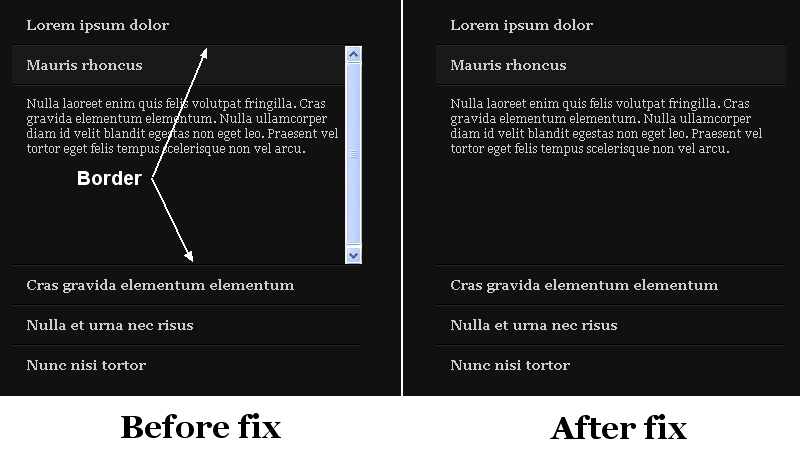 Lorem ipsum dolor
Mauris rhoncus
Nulla laoreet enim quis felis volutpat fringilla. Cras
gravida elementum elementum. Nulla ullamcorper
diam id velit blandit egestas non eget leo. Praesent vel
tortor eget felis tempus scelerisque non vel arcu.
Border
Cras gravida elementum elementum
Nulla et urna nec risus
Nunc nisi tortor
Before fix
Lorem ipsum dolor
Mauris rhoncus
Nulla laoreet enim quis felis volutpat fringilla. Cras
gravida elementum elementum. Nulla ullamcorper
diam id velit blandit egestas non eget leo. Praesent vel
tortor eget felis tempus scelerisque non vel arcu.
Cras gravida elementum elementum
Nulla et urna nec risus
Nunc nisi tortor
After fix